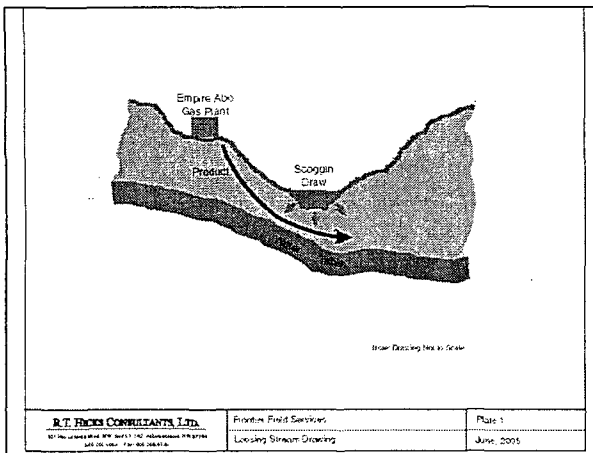 Empire Abo
Gas Plant
Product
Scoggin
Draw
Note: Drawing Not to Scale
R.T. HICKS CONSULTANTS, LTD.
Frontier Field Services
Plate 1
Loosing Stream Drawing
June, 2005